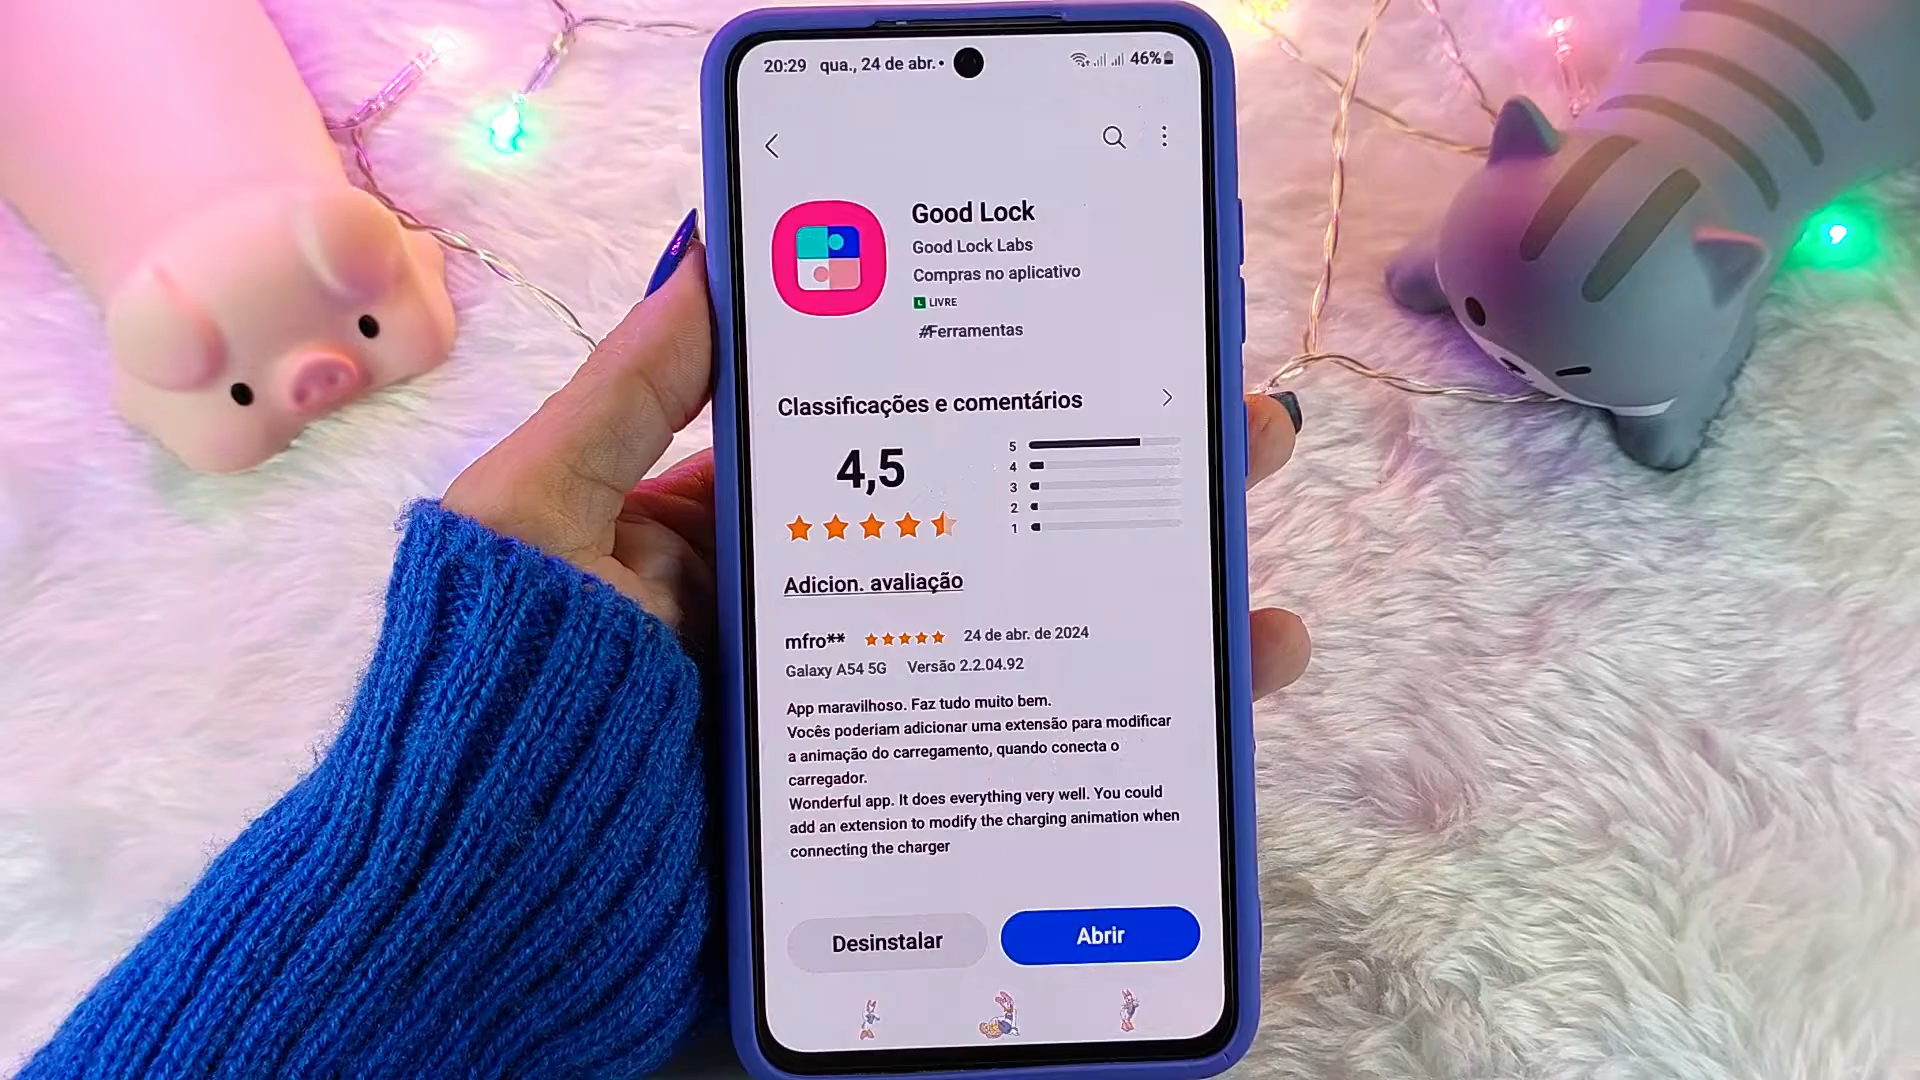 20:29 qua., 24 de abr. • 46%
Good Lock
Good Lock Labs
Compras no aplicativo
L LIVRE
#Ferramentas
Classificações e comentários
4,5
5
4
3
2
1
Adicion. avaliação
mfro** 24 de abr. de 2024
Galaxy A54 5G Versão 2.2.04.92
App maravilhoso. Faz tudo muito bem.
Vocês poderiam adicionar uma extensão para modificar
a animação do carregamento, quando conecta o
carregador.
Wonderful app. It does everything very well. You could
add an extension to modify the charging animation when
connecting the charger
Desinstalar Abrir